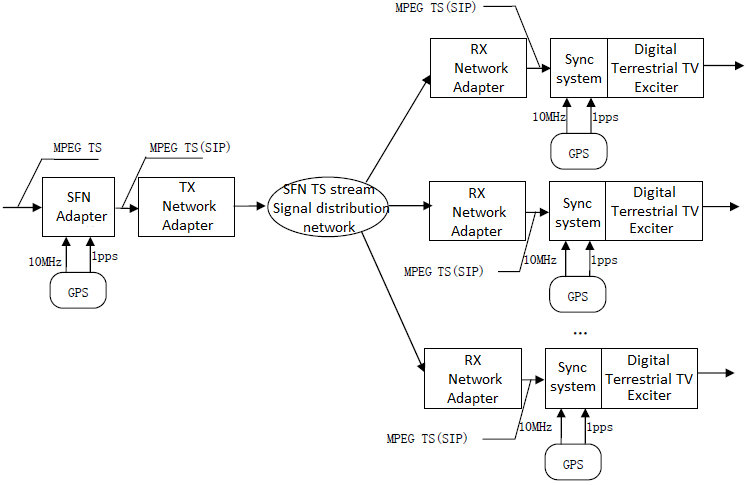 MPEG TS(SIP)
RX
Network
Adapter
Sync
system
Digital
Terrestrial TV
Exciter
10MHz
1pps
GPS
MPEG TS
MPEG TS(SIP)
SFN
Adapter
TX
Network
Adapter
SFN TS stream
Signal distribution
network
10MHz
1pps
GPS
RX
Network
Adapter
Sync
system
Digital
Terrestrial TV
Exciter
MPEG TS(SIP)
10MHz
1pps
GPS
...
RX
Network
Adapter
Sync
system
Digital
Terrestrial TV
Exciter
MPEG TS(SIP)
10MHz
1pps
GPS